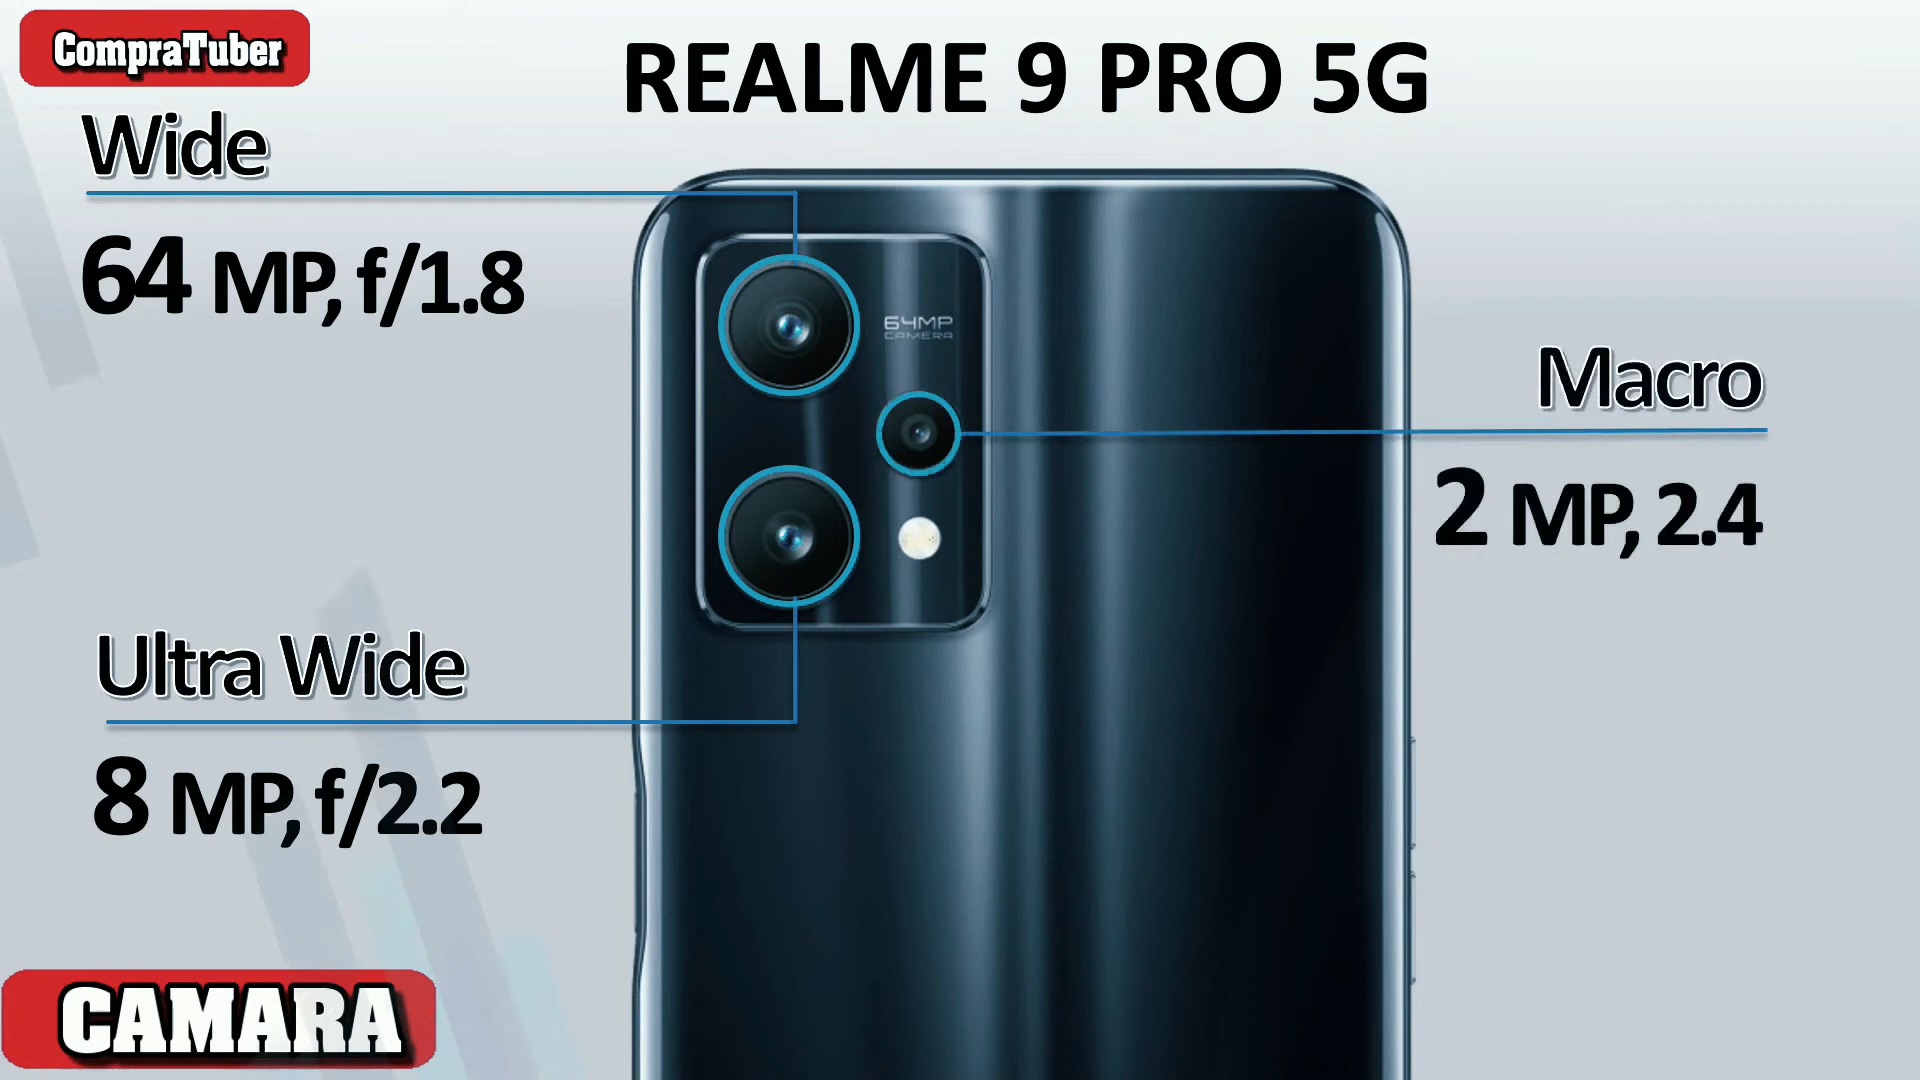 CompraTuber
REALME 9 PRO 5G
Wide
64 MP, f/1.8
64MP
CAMERA
Macro
2 MP, 2.4
Ultra Wide
8 MP, f/2.2
CAMARA